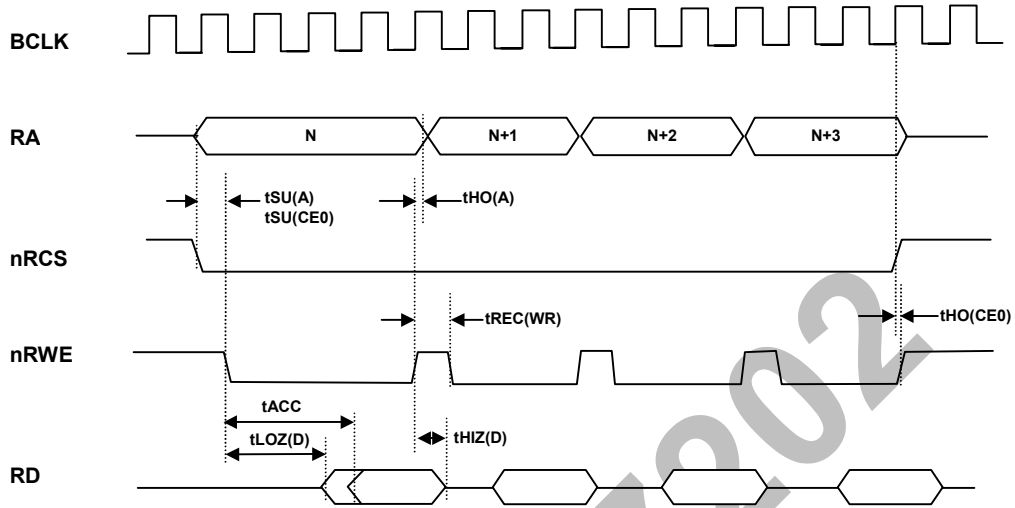 BCLK
RA
N
N+1
N+2
N+3
tSU(A)
tSU(CE0)
tHO(A)
nRCS
tREC(WR)
tHO(CE0)
nRWE
tACC
tLOZ(D)
tHIZ(D)
RD